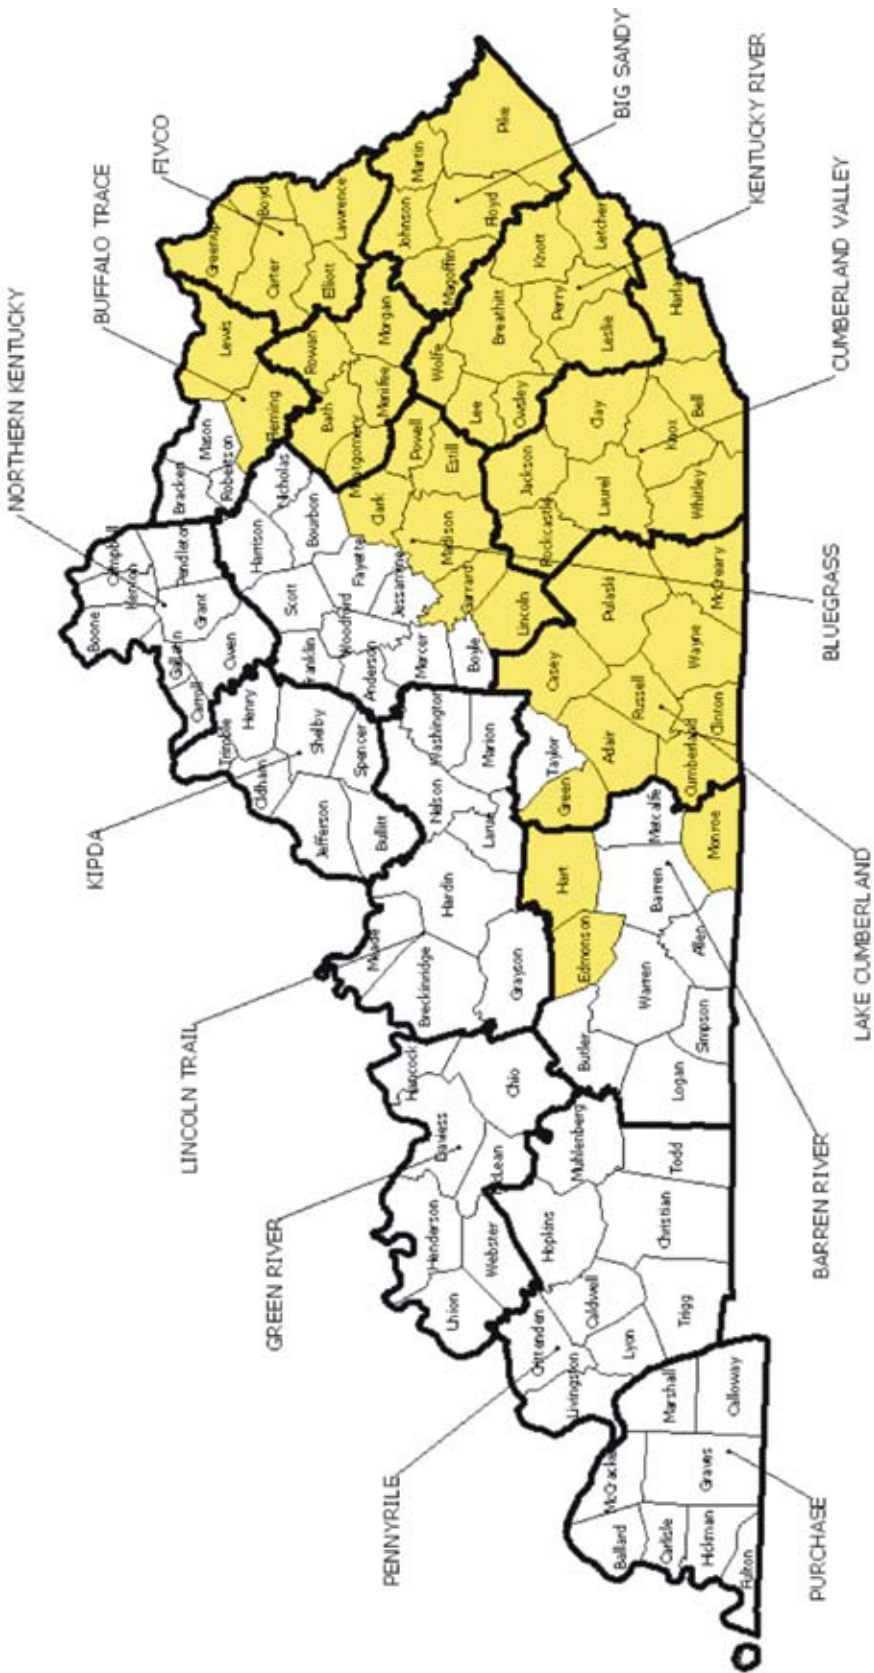 NORTHERN KENTUCKY
BUFFALO TRACE
FIVCO
KIPDA
LINCOLN TRAIL
GREEN RIVER
PENNYRILE
BIG SANDY
KENTUCKY RIVER
CUMBERLAND VALLEY
BLUEGRASS
LAKE CUMBERLAND
BARREN RIVER
PURCHASE
Boone
Kenton
Campbell
Gallatin
Grant
Pendleton
Carroll
Owen
Bracken
Mason
Robertson
Fleming
Lewis
Greenup
Boyd
Carter
Elliott
Lawrence
Trimble
Henry
Oldham
Shelby
Jefferson
Spencer
Bullitt
Franklin
Scott
Harrison
Nicholas
Bourbon
Woodford
Fayette
Anderson
Jessamine
Mercer
Boyle
Clark
Madison
Garrard
Lincoln
Powell
Estill
Montgomery
Bath
Rowan
Menifee
Morgan
Johnson
Martin
Magoffin
Floyd
Pike
Wolfe
Breathitt
Lee
Owsley
Knott
Perry
Leslie
Letcher
Jackson
Rockcastle
Clay
Laurel
Knox
Whitley
Bell
Harlan
Meade
Breckinridge
Hardin
Grayson
Nelson
Larue
Washington
Marion
Taylor
Green
Casey
Adair
Russell
Pulaski
Wayne
McCreary
Cumberland
Clinton
Hart
Edmonson
Metcalfe
Barren
Monroe
Butler
Warren
Allen
Simpson
Logan
Hancock
Daviess
Ohio
McLean
Henderson
Webster
Union
Muhlenberg
Todd
Hopkins
Christian
Crittenden
Caldwell
Livingston
Lyon
Trigg
McCracken
Marshall
Calloway
Graves
Ballard
Carlisle
Hickman
Fulton